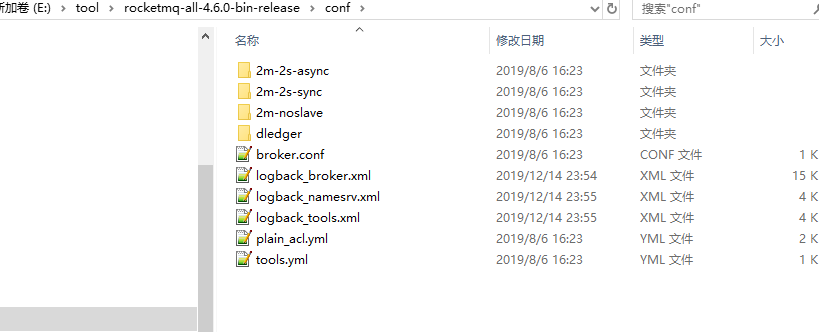 新加卷 (E:) › tool › rocketmq-all-4.6.0-bin-release › conf › 搜索"conf"
名称 修改日期 类型 大小
2m-2s-async 2019/8/6 16:23 文件夹
2m-2s-sync 2019/8/6 16:23 文件夹
2m-noslave 2019/8/6 16:23 文件夹
dledger 2019/8/6 16:23 文件夹
broker.conf 2019/8/6 16:23 CONF 文件 1 K
logback_broker.xml 2019/12/14 23:54 XML 文件 15 K
logback_namesrv.xml 2019/12/14 23:55 XML 文件 4 K
logback_tools.xml 2019/12/14 23:55 XML 文件 4 K
plain_acl.yml 2019/8/6 16:23 YML 文件 2 K
tools.yml 2019/8/6 16:23 YML 文件 1 K